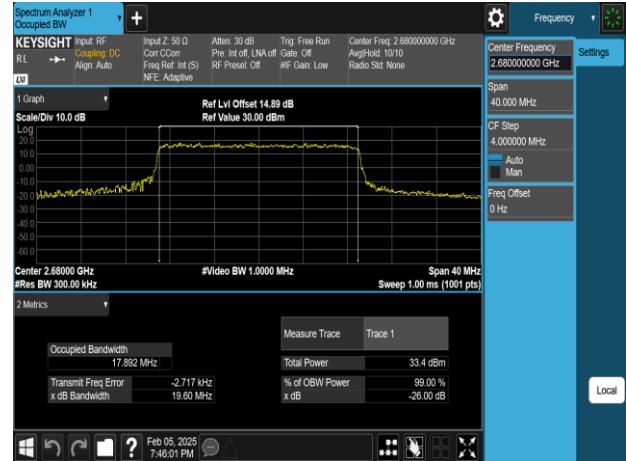 Spectrum Analyzer 1
Occupied BW
Frequency
KEYSIGHT
RL
LXI
Input: RF
Coupling: DC
Align: Auto
Input Z: 50 Ω
Corr CCorr
Freq Ref: Int (S)
NFE: Adaptive
Atten: 30 dB
Pre: Int off, LNA off
RF Preset: Off
Trig: Free Run
Gate: Off
#IF Gain: Low
Center Freq: 2.680000000 GHz
Avg|Hold: 10/10
Radio Std: None
Center Frequency
2.680000000 GHz
Settings
Span
40.000 MHz
CF Step
4.000000 MHz
Auto
Man
Freq Offset
0 Hz
1 Graph
Scale/Div 10.0 dB
Ref Lvl Offset 14.89 dB
Ref Value 30.00 dBm
Log
20.0
10.0
0.00
-10.0
-20.0
-30.0
-40.0
-50.0
-60.0
Center 2.68000 GHz
#Video BW 1.0000 MHz
Span 40 MHz
#Res BW 300.00 kHz
Sweep 1.00 ms (1001 pts)
2 Metrics
Measure Trace Trace 1
Occupied Bandwidth
17.892 MHz
Total Power 33.4 dBm
Transmit Freq Error -2.717 kHz
% of OBW Power 99.00 %
x dB Bandwidth 19.60 MHz
x dB -26.00 dB
Local
?
Feb 05, 2025
7:46:01 PM